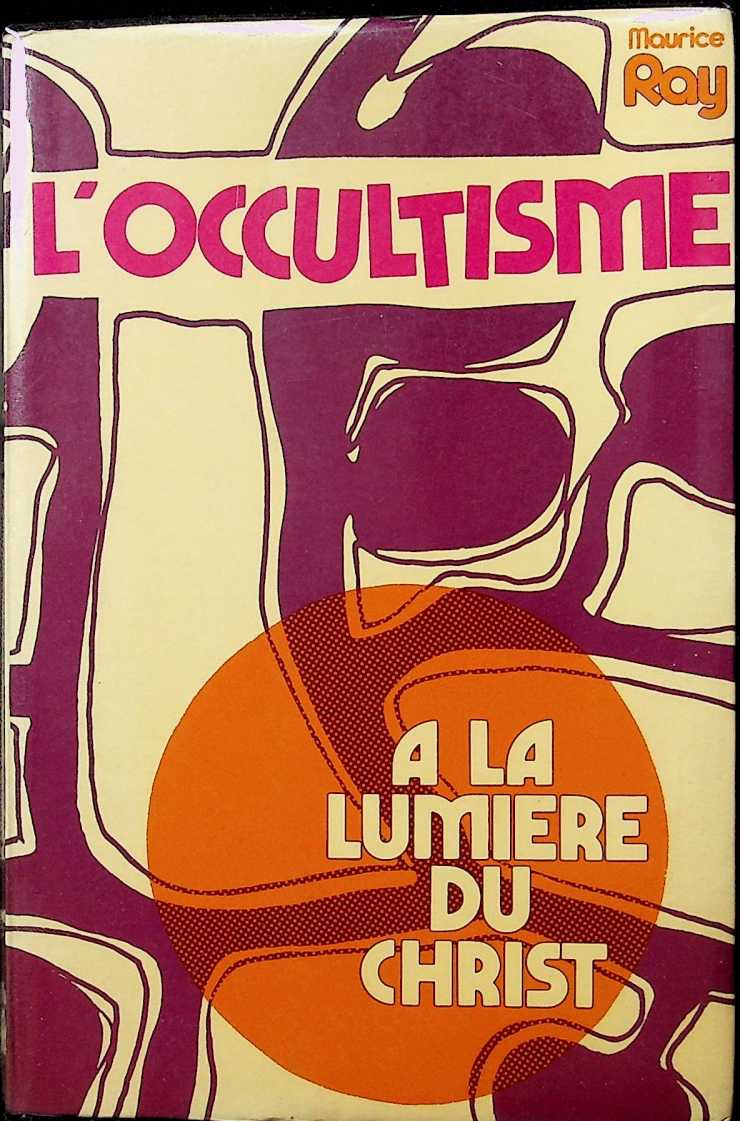 Maurice
Ray
L'OCCULTISME
A LA
LUMIERE
DU
CHRIST